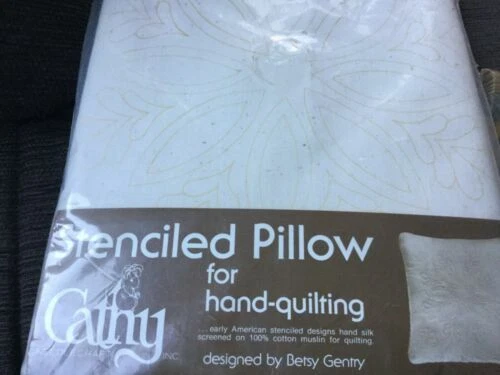 Stenciled Pillow
for
hand-quilting
Cathy
INC
. . . early American stenciled designs hand silk
screened on 100% cotton muslin for quilting.
designed by Betsy Gentry